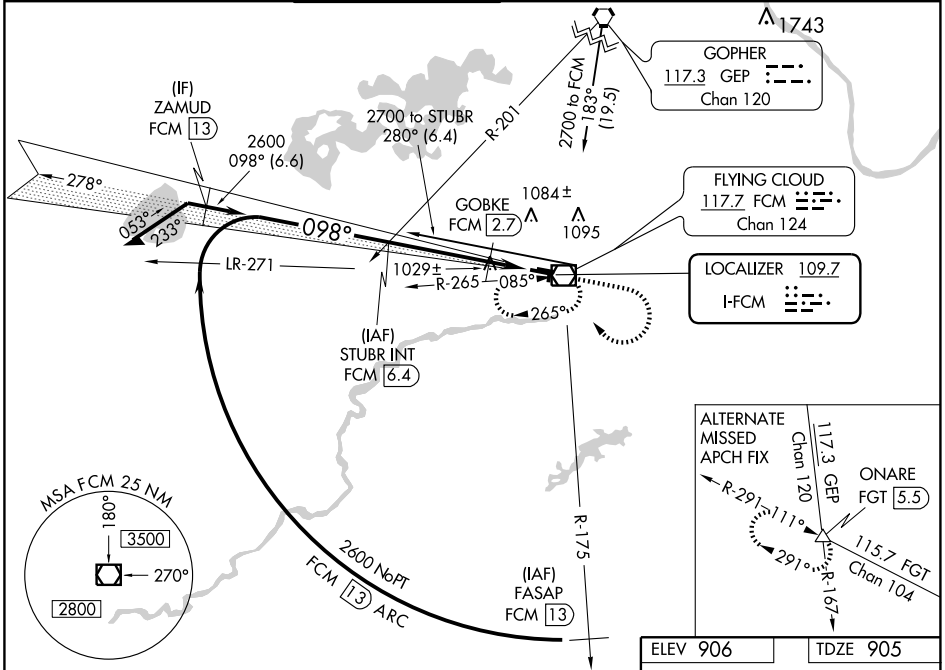 1743
GOPHER
117.3 GEP
Chan 120
(IF)
ZAMUD
FCM 13
2600
098° (6.6)
2700 to STUBR
280° (6.4)
R-201
2700 to FCM
183°
(19.5)
278°
053°
233°
098°
GOBKE
FCM 2.7
1084 ±
1095
FLYING CLOUD
117.7 FCM
Chan 124
LR-271
1029 ±
R-265
085°
265°
LOCALIZER 109.7
I-FCM
(IAF)
STUBR INT
FCM 6.4
ALTERNATE
MISSED
APCH FIX
117.3 GEP
Chan 120
ONARE
FGT 5.5
R-291
111°
291°
R-167
115.7 FGT
Chan 104
MSA FCM 25 NM
180°
3500
270°
2800
2600 NoPT
FCM 13 ARC
R-175
(IAF)
FASAP
FCM 13
ELEV 906
TDZE 905